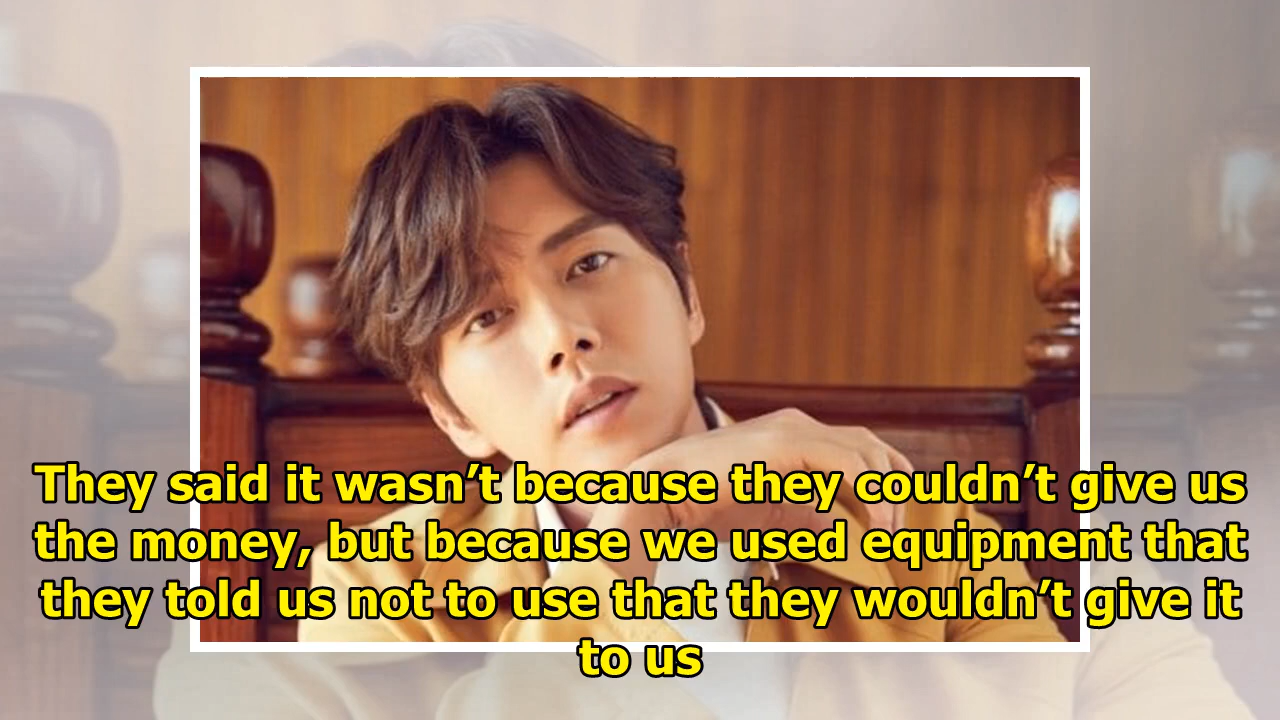 They said it wasn’t because they couldn’t give us
the money, but because we used equipment that
they told us not to use that they wouldn’t give it
to us